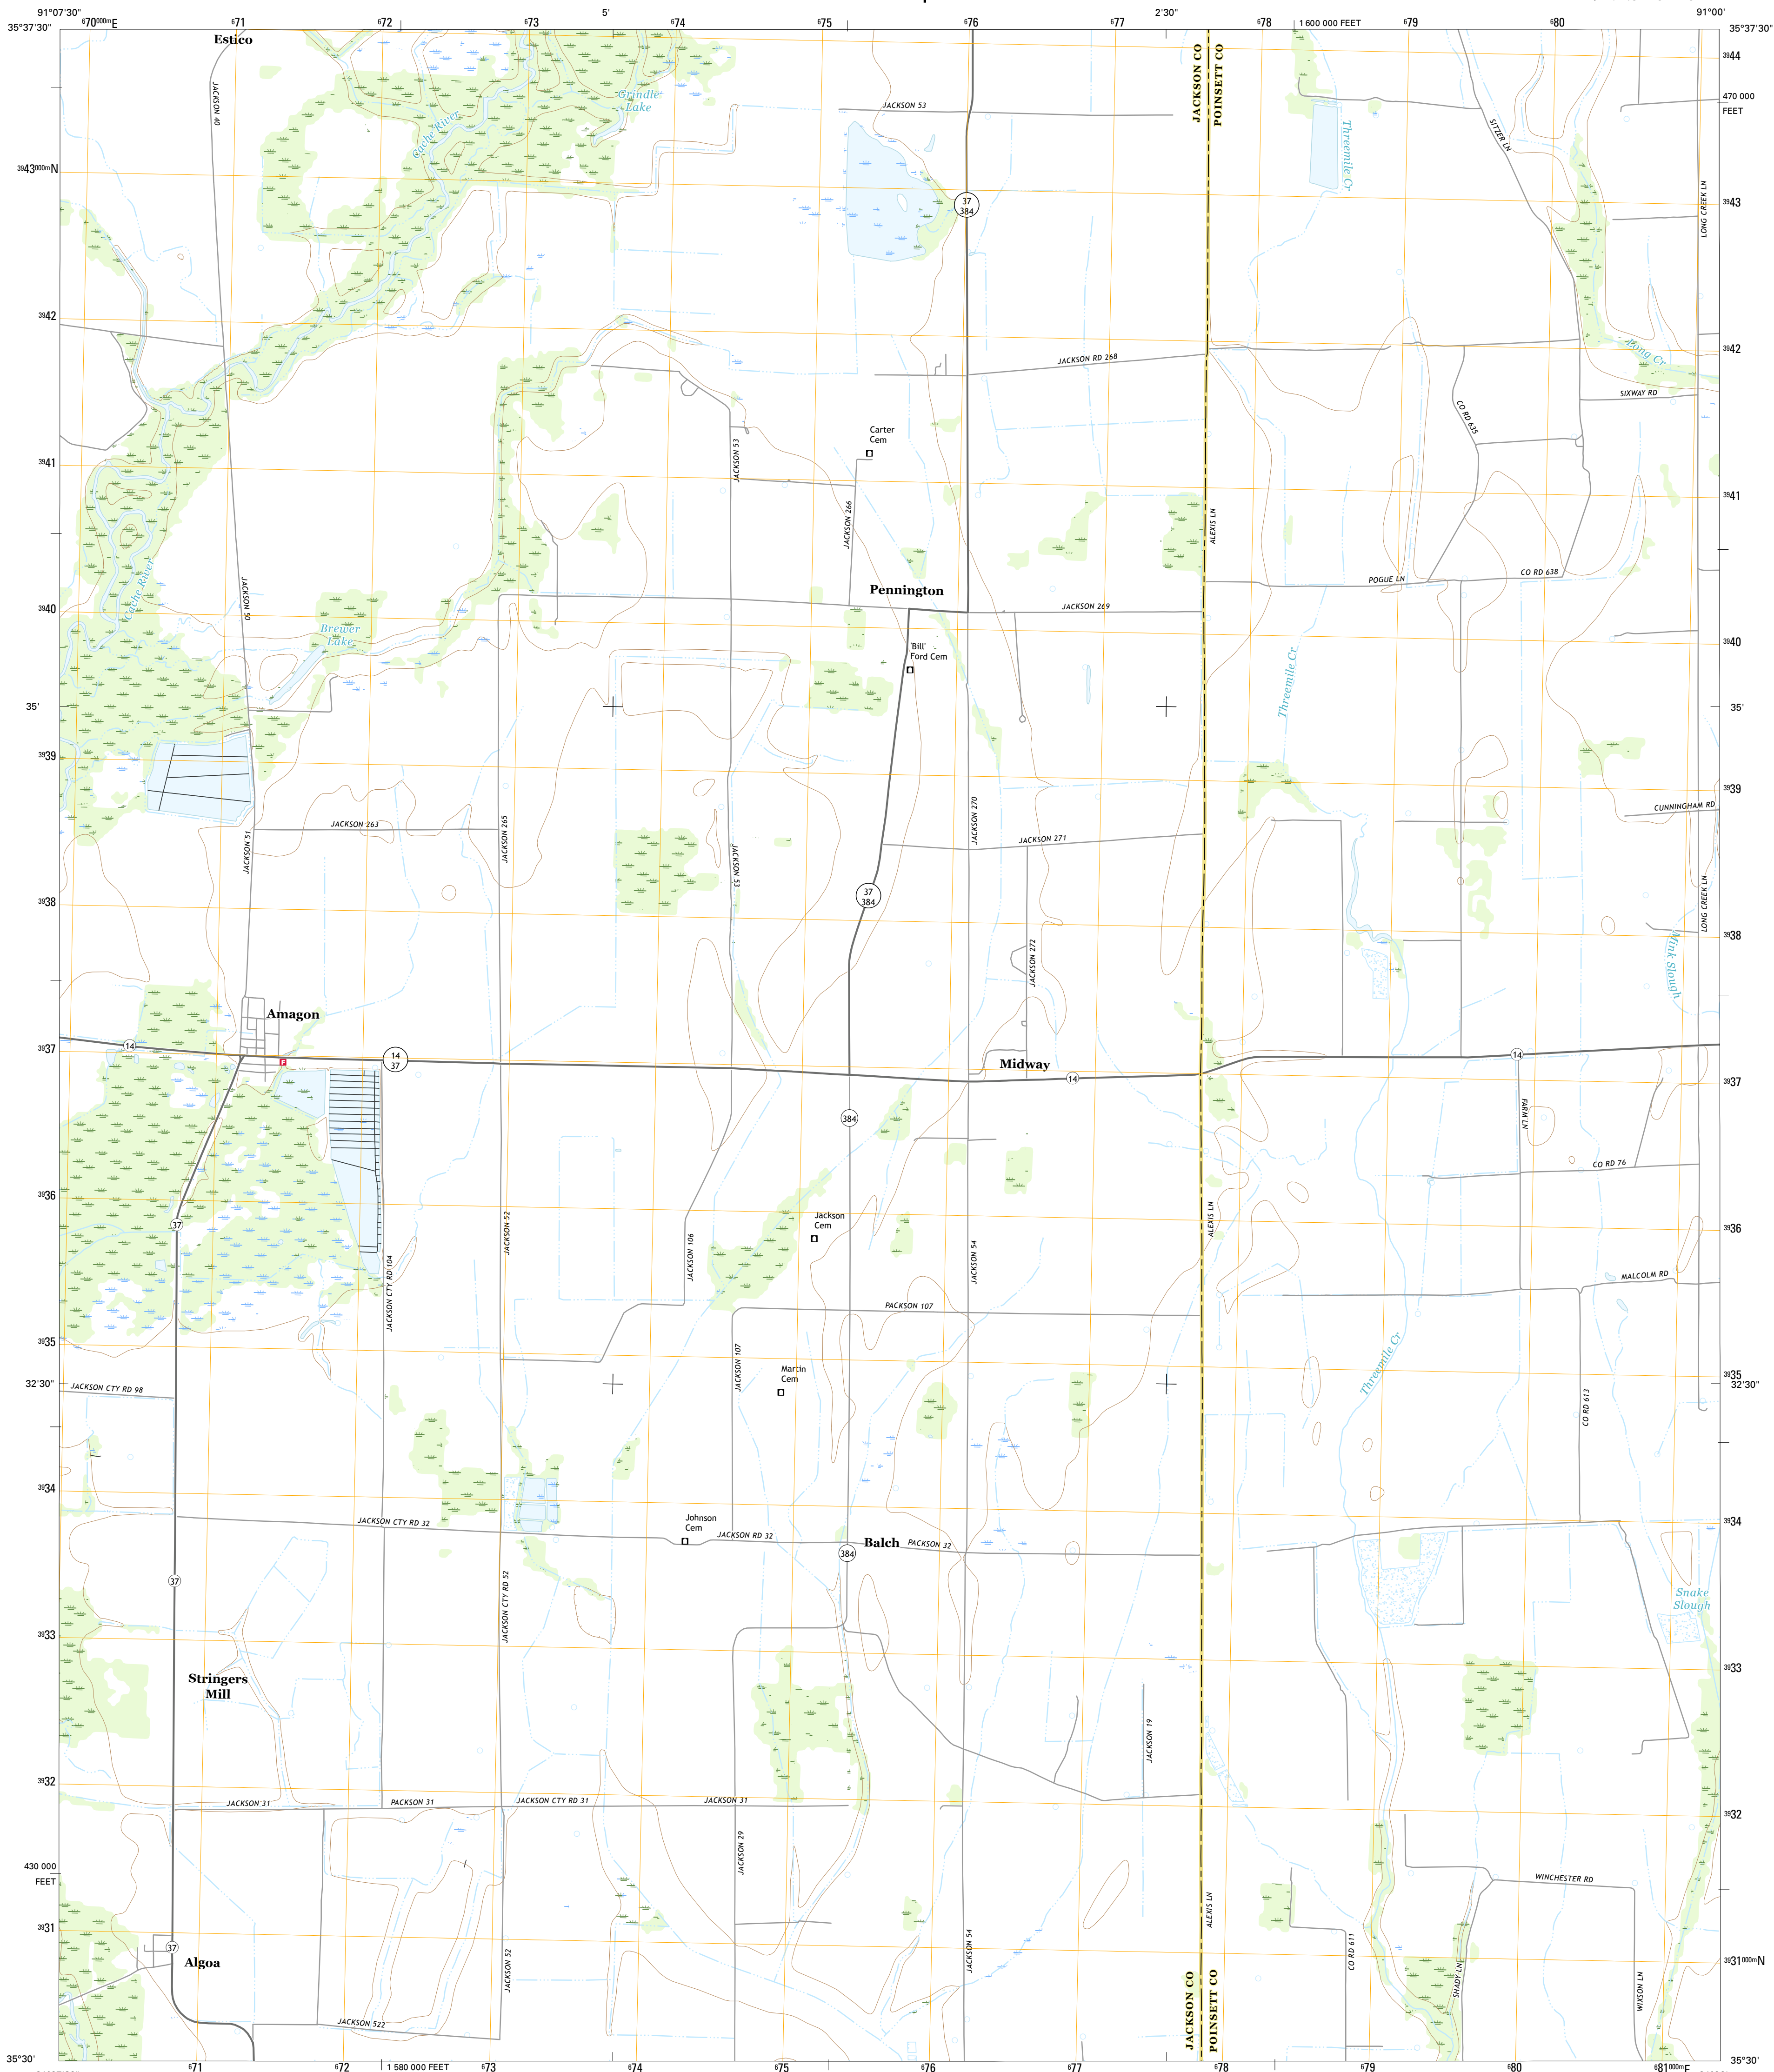 91°07'30"
670000mE
671
672
673
5'
674
675
676
677
2'30"
678
1 600 000 FEET
679
680
91°00'
35°37'30"
35°37'30"
Estico
3944
470 000
FEET
JACKSON 40
Cache River
Grindle
Lake
JACKSON 53
JACKSON CO
POINSETT CO
Threemile Cr
SITZER LN
LONG CREEK LN
3943000mN
3943
37
384
3942
3942
JACKSON RD 268
Long Cr
SIXWAY RD
CO RD 635
Carter
Cem
JACKSON 53
3941
3941
JACKSON 266
ALEXIS LN
Cache River
JACKSON 50
Pennington
JACKSON 269
POGUE LN
CO RD 638
3940
3940
Brewer
Lake
'Bill'
Ford Cem
Threemile Cr
35'
35'
3939
3939
CUNNINGHAM RD
JACKSON 51
JACKSON 263
JACKSON 265
JACKSON 53
JACKSON 270
JACKSON 271
37
384
LONG CREEK LN
3938
3938
JACKSON 272
Mink Slough
Amagon
F
14
14
37
3937
Midway
14
14
3937
384
FARM LN
CO RD 76
3936
3936
37
Jackson
Cem
JACKSON 52
JACKSON 106
JACKSON 54
ALEXIS LN
MALCOLM RD
JACKSON CTY RD 104
PACKSON 107
3935
3935
JACKSON 107
Threemile Cr
Martin
Cem
32'30"
32'30"
JACKSON CTY RD 98
CO RD 613
3934
3934
JACKSON CTY RD 32
Johnson
Cem
JACKSON RD 32
Balch
PACKSON 32
384
37
JACKSON CTY RD 52
Snake
Slough
3933
3933
Stringers
Mill
JACKSON 19
3932
3932
JACKSON 31
PACKSON 31
JACKSON CTY RD 31
JACKSON 31
JACKSON 29
430 000
FEET
WINCHESTER RD
ALEXIS LN
3931
3931000mN
37
Algoa
JACKSON 52
JACKSON 54
CO RD 611
SHADY LN
WIXSON LN
JACKSON CO
POINSETT CO
JACKSON 522
35°30'
35°30'
671
672
1 580 000 FEET
673
674
675
676
677
678
679
680
681000mE